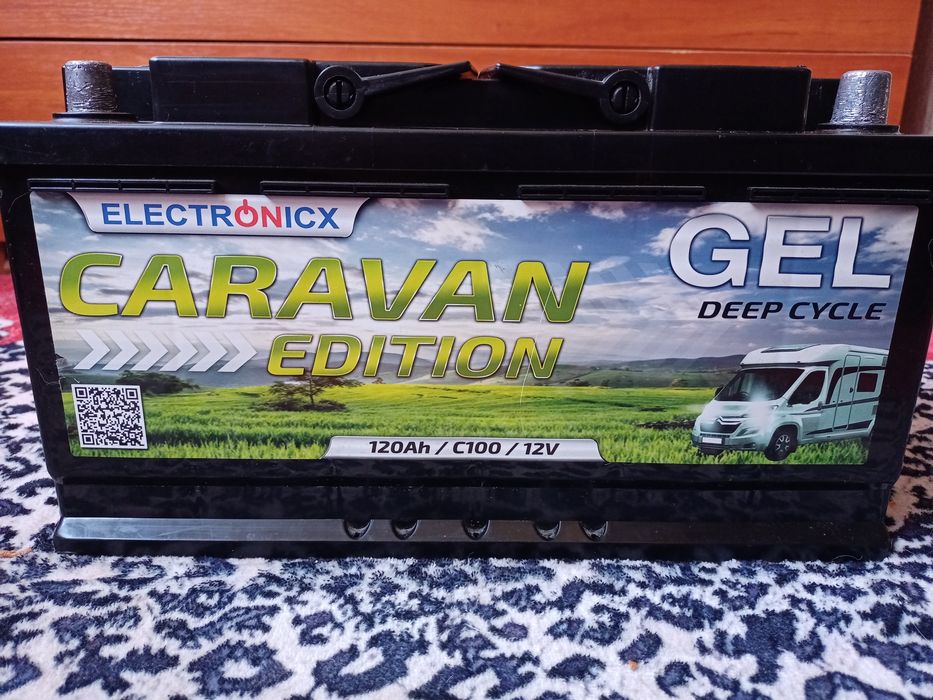 ELECTRONICX
CARAVAN
EDITION
GEL
DEEP CYCLE
120Ah / C100 / 12V